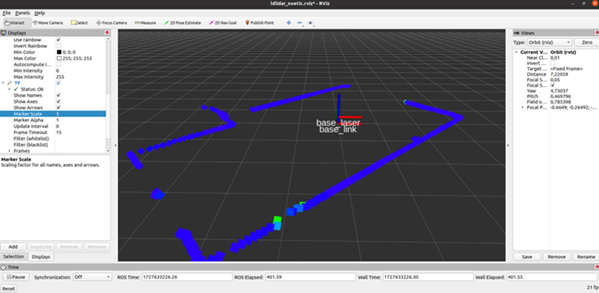 ldlidar_noetic.rviz* - RViz
File Panels Help
Interact Move Camera Select Focus Camera Measure 2D Pose Estimate 2D Nav Goal Publish Point
Displays
Use rainbow
Invert Rainbow
Min Color 0; 0; 0
Max Color 255; 255; 255
Autocompute I...
Min Intensity 0
Max Intensity 255
TF
Status: Ok
Show Names
Show Axes
Show Arrows
Marker Scale 3
Marker Alpha 1
Update Interval 0
Frame Timeout 15
Filter (whitelist)
Filter (blacklist)
Frames
Marker Scale
Scaling factor for all names, axes and arrows.
Add Duplicate Remove Rename
Selection Displays
base_laser
base_link
Views
Type: Orbit (rviz) Zero
Current V... Orbit (rviz)
Near Cl... 0,01
Invert ...
Target ... <Fixed Frame>
Distance 7,22059
Focal S... 0,05
Focal S...
Yaw 4,73037
Pitch 0,469796
Field o... 0,785398
Focal P... -0.6649; -0.26492; -...
Save Remove Rename
Time
Pause Synchronization: Off ROS Time: 1727633226.26 ROS Elapsed: 401.59 Wall Time: 1727633226.30 Wall Elapsed: 401.55
Reset 21 fps